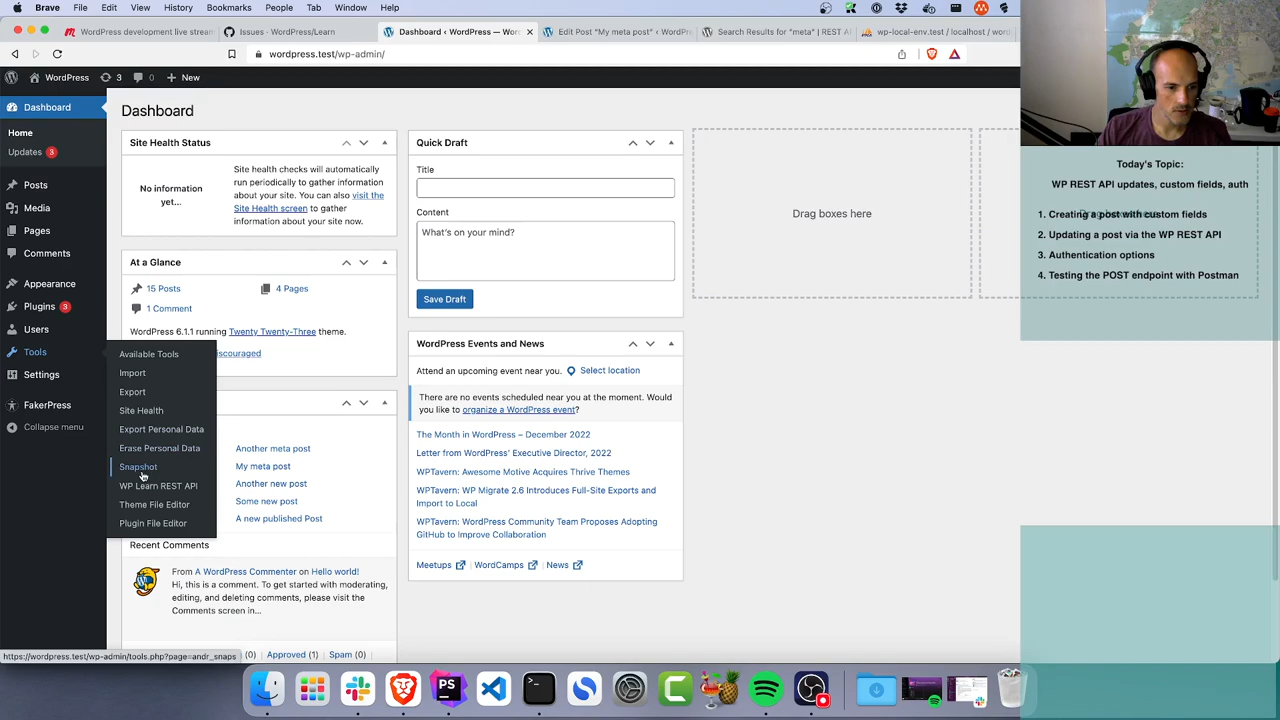 Brave File Edit View History Bookmarks People Tab Window Help
WordPress development live stream
Issues · WordPress/Learn
Dashboard ‹ WordPress — Wor
Edit Post "My meta post" ‹ WordPr
Search Results for "meta" | REST A
wp-local-env.test / localhost / word
wordpress.test/wp-admin/
WordPress 3 0 New
Dashboard
Home
Updates 3
Posts
Media
Pages
Comments
Appearance
Plugins 3
Users
Tools
Settings
FakerPress
Collapse menu
Available Tools
Import
Export
Site Health
Export Personal Data
Erase Personal Data
Snapshot
WP Learn REST API
Theme File Editor
Plugin File Editor
Dashboard
Site Health Status
No information
yet...
Site health checks will automatically
run periodically to gather information
about your site. You can also visit the
Site Health screen to gather
information about your site now.
At a Glance
15 Posts
4 Pages
1 Comment
WordPress 6.1.1 running Twenty Twenty-Three theme.
iscouraged
Another meta post
My meta post
Another new post
Some new post
A new published Post
Recent Comments
From A WordPress Commenter on Hello world!
Hi, this is a comment. To get started with moderating,
editing, and deleting comments, please visit the
Comments screen in...
(0) Approved (1) Spam (0)
Quick Draft
Title
Content
What's on your mind?
Save Draft
WordPress Events and News
Attend an upcoming event near you. Select location
There are no events scheduled near you at the moment. Would
you like to organize a WordPress event?
The Month in WordPress – December 2022
Letter from WordPress' Executive Director, 2022
WPTavern: Awesome Motive Acquires Thrive Themes
WPTavern: WP Migrate 2.6 Introduces Full-Site Exports and
Import to Local
WPTavern: WordPress Community Team Proposes Adopting
GitHub to Improve Collaboration
Meetups WordCamps News
Drag boxes here
Drag boxes here
Today's Topic:
WP REST API updates, custom fields, auth
1. Creating a post with custom fields
2. Updating a post via the WP REST API
3. Authentication options
4. Testing the POST endpoint with Postman
https://wordpress.test/wp-admin/tools.php?page=andr_snaps
PS